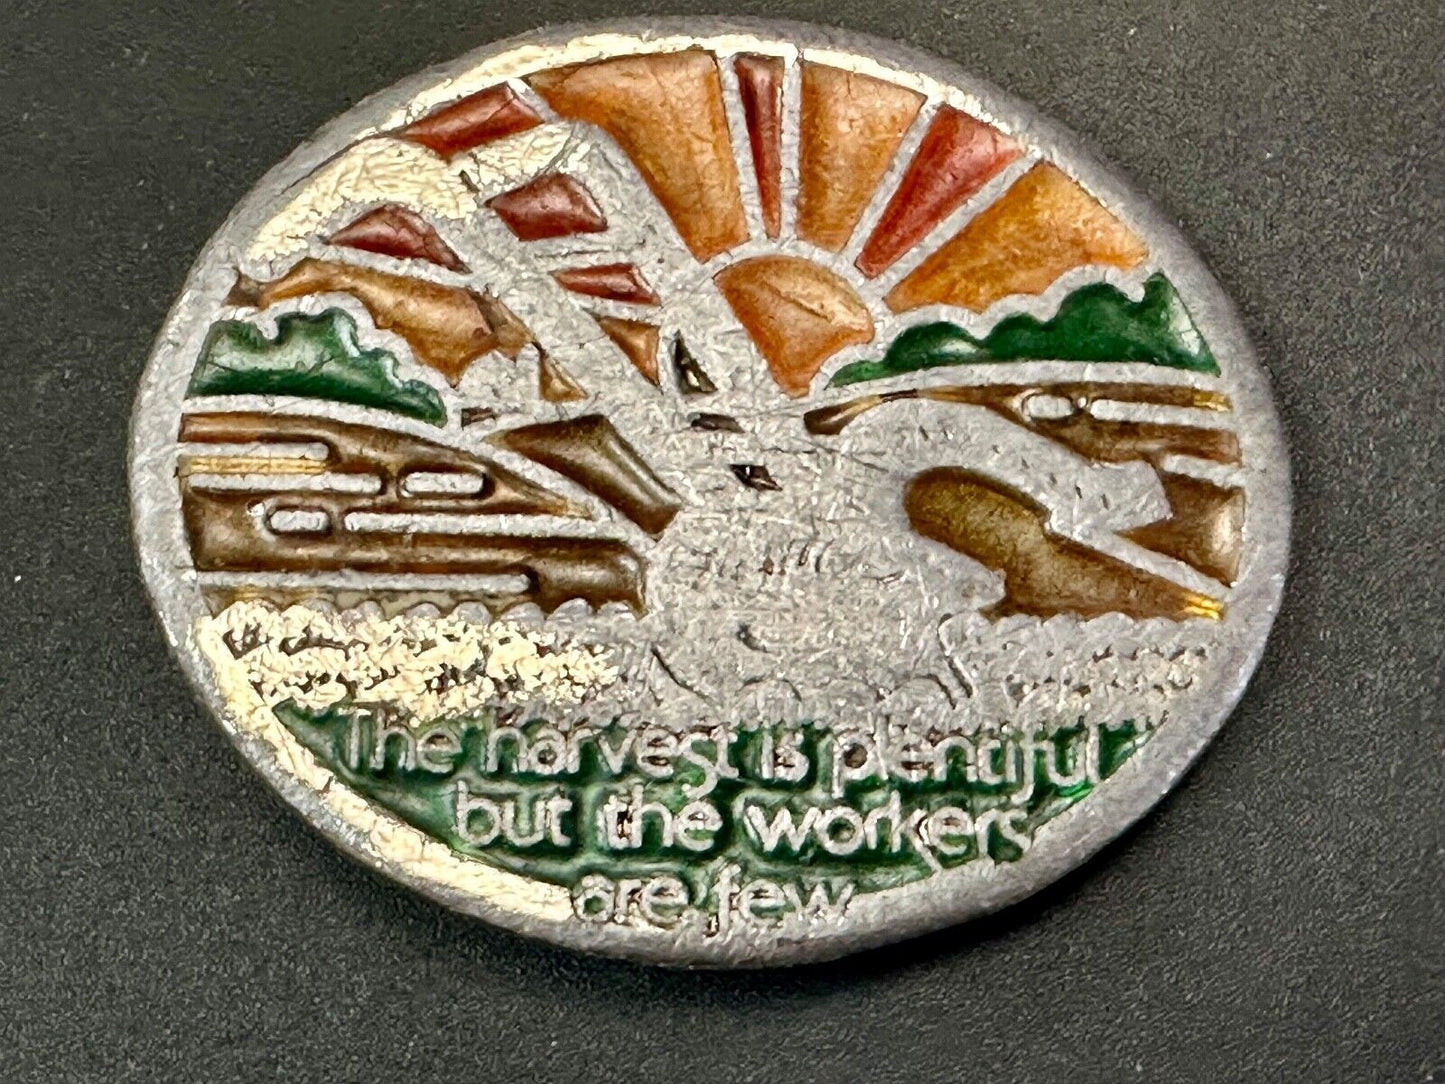 The harvest is plentiful
but the workers
are few